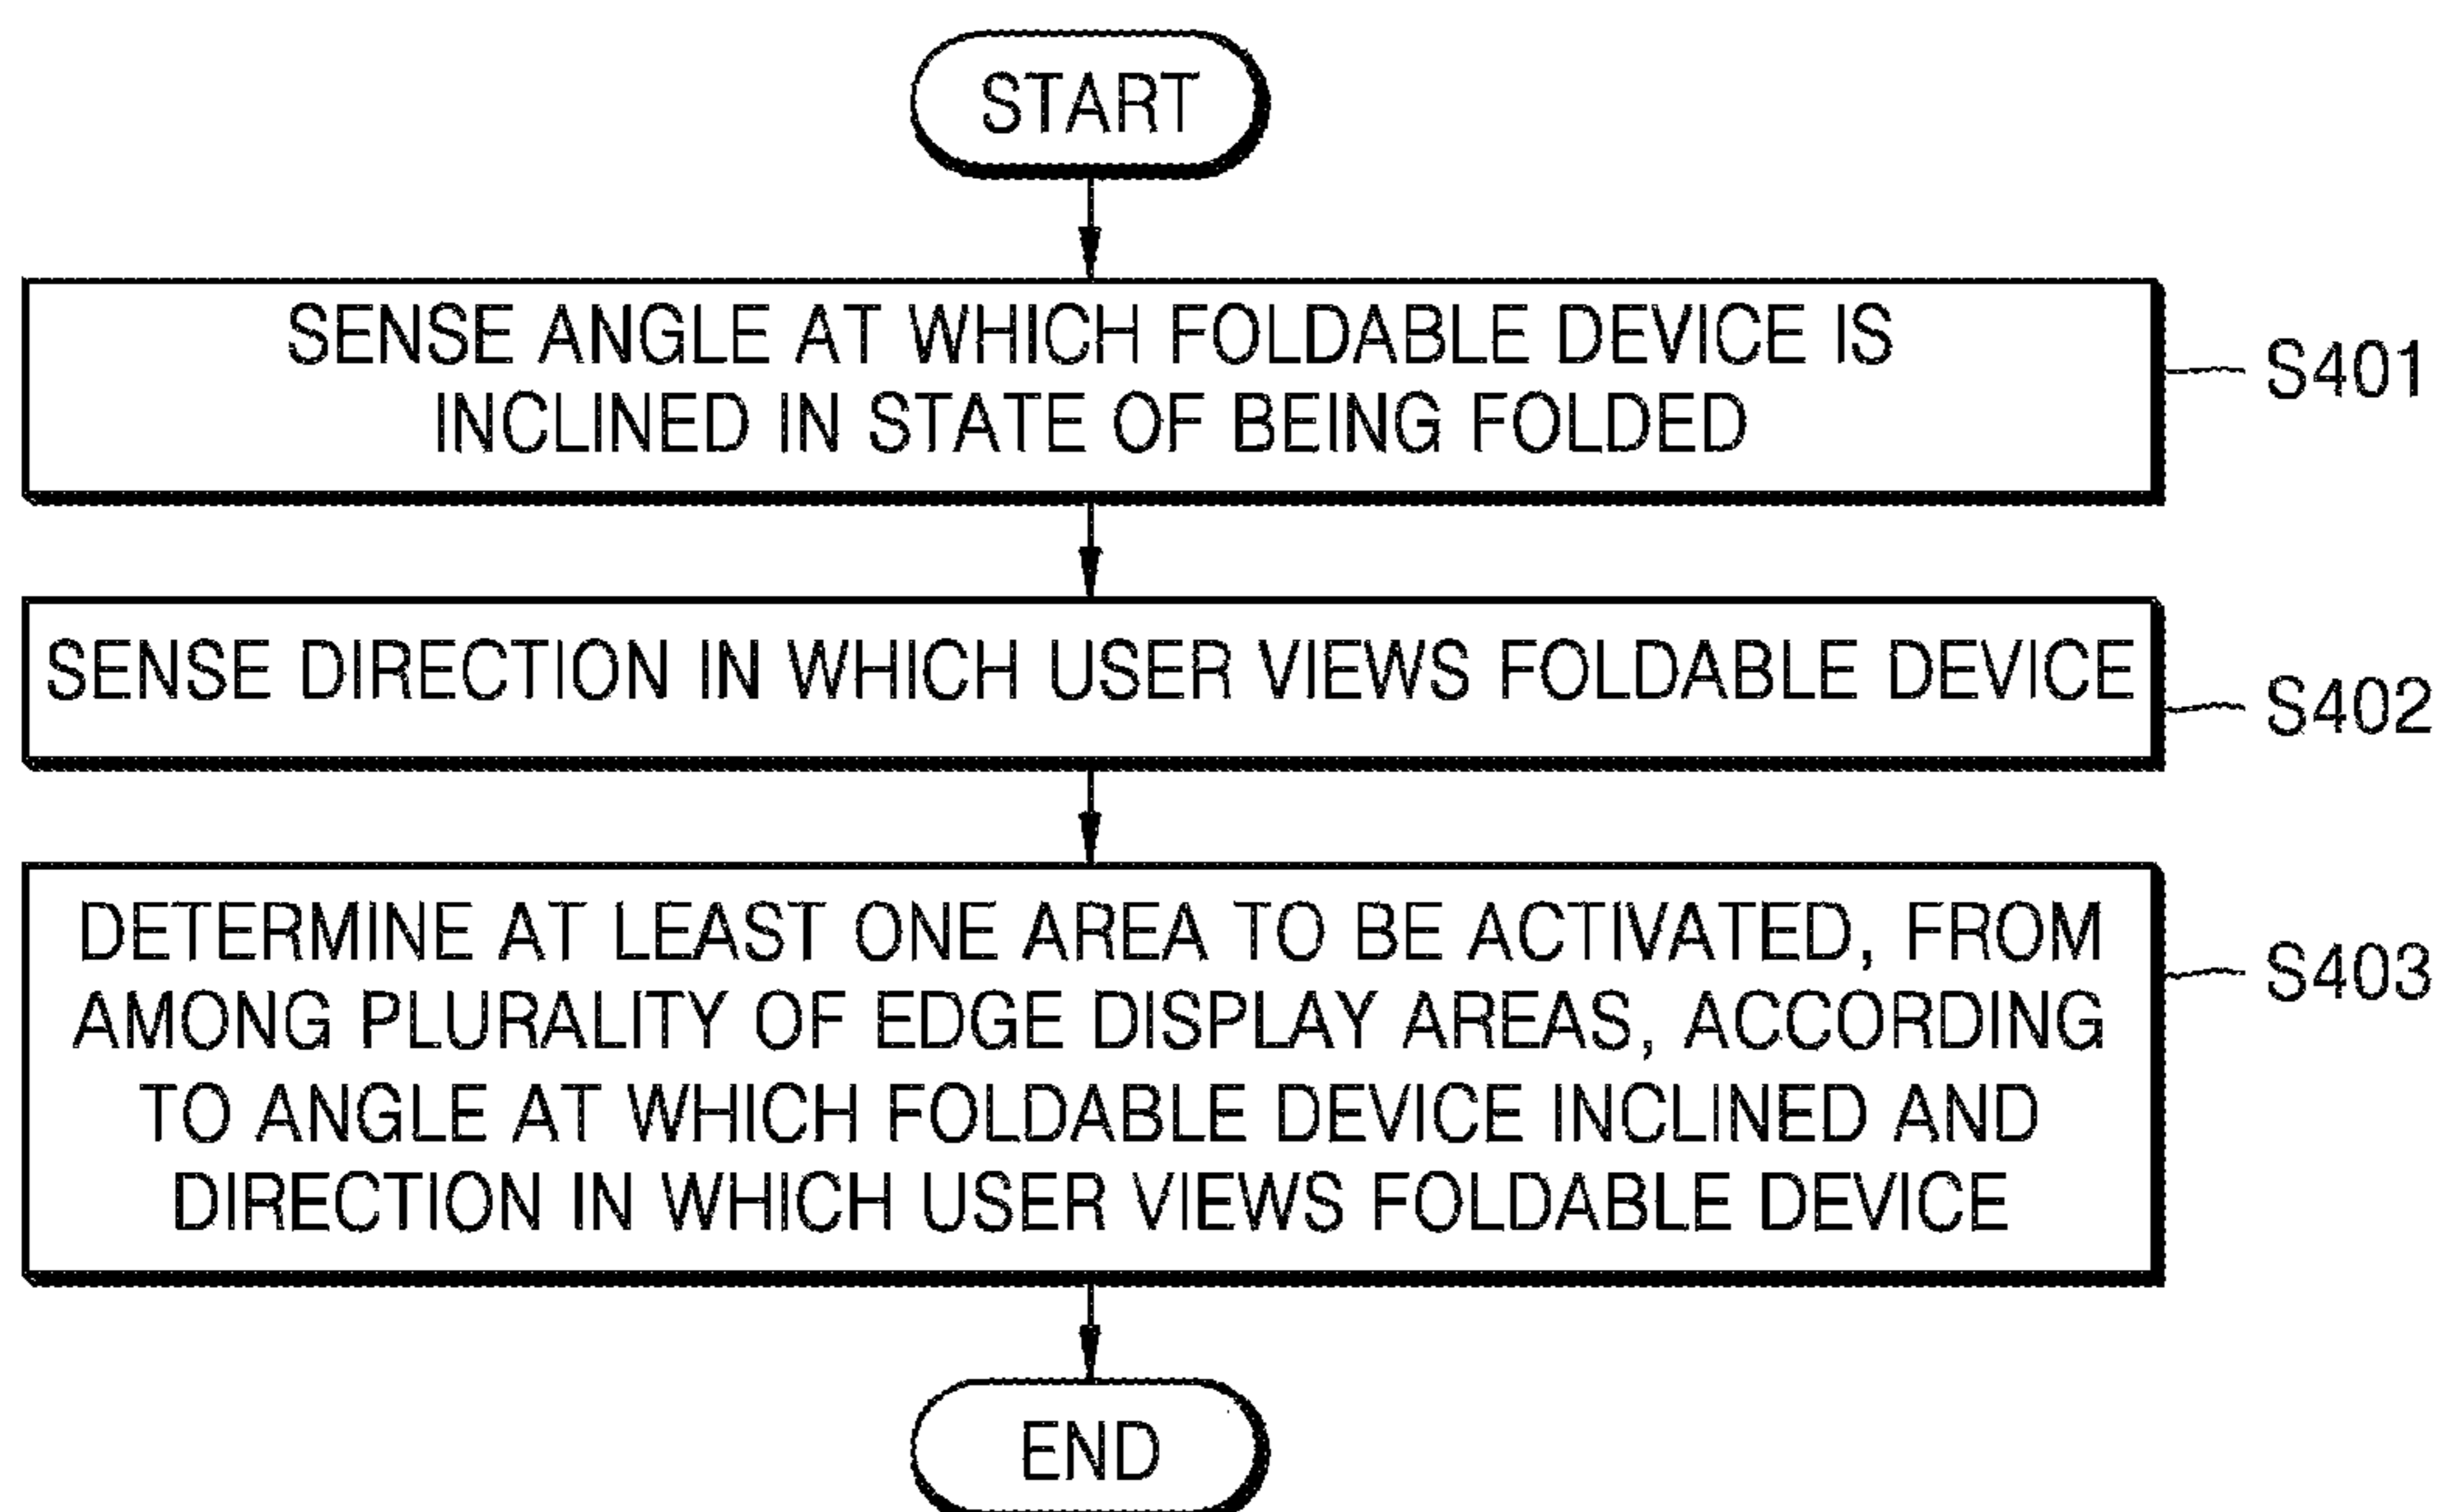 START
SENSE ANGLE AT WHICH FOLDABLE DEVICE IS
INCLINED IN STATE OF BEING FOLDED
S401
SENSE DIRECTION IN WHICH USER VIEWS FOLDABLE DEVICE
S402
DETERMINE AT LEAST ONE AREA TO BE ACTIVATED, FROM
AMONG PLURALITY OF EDGE DISPLAY AREAS, ACCORDING
TO ANGLE AT WHICH FOLDABLE DEVICE INCLINED AND
DIRECTION IN WHICH USER VIEWS FOLDABLE DEVICE
S403
END